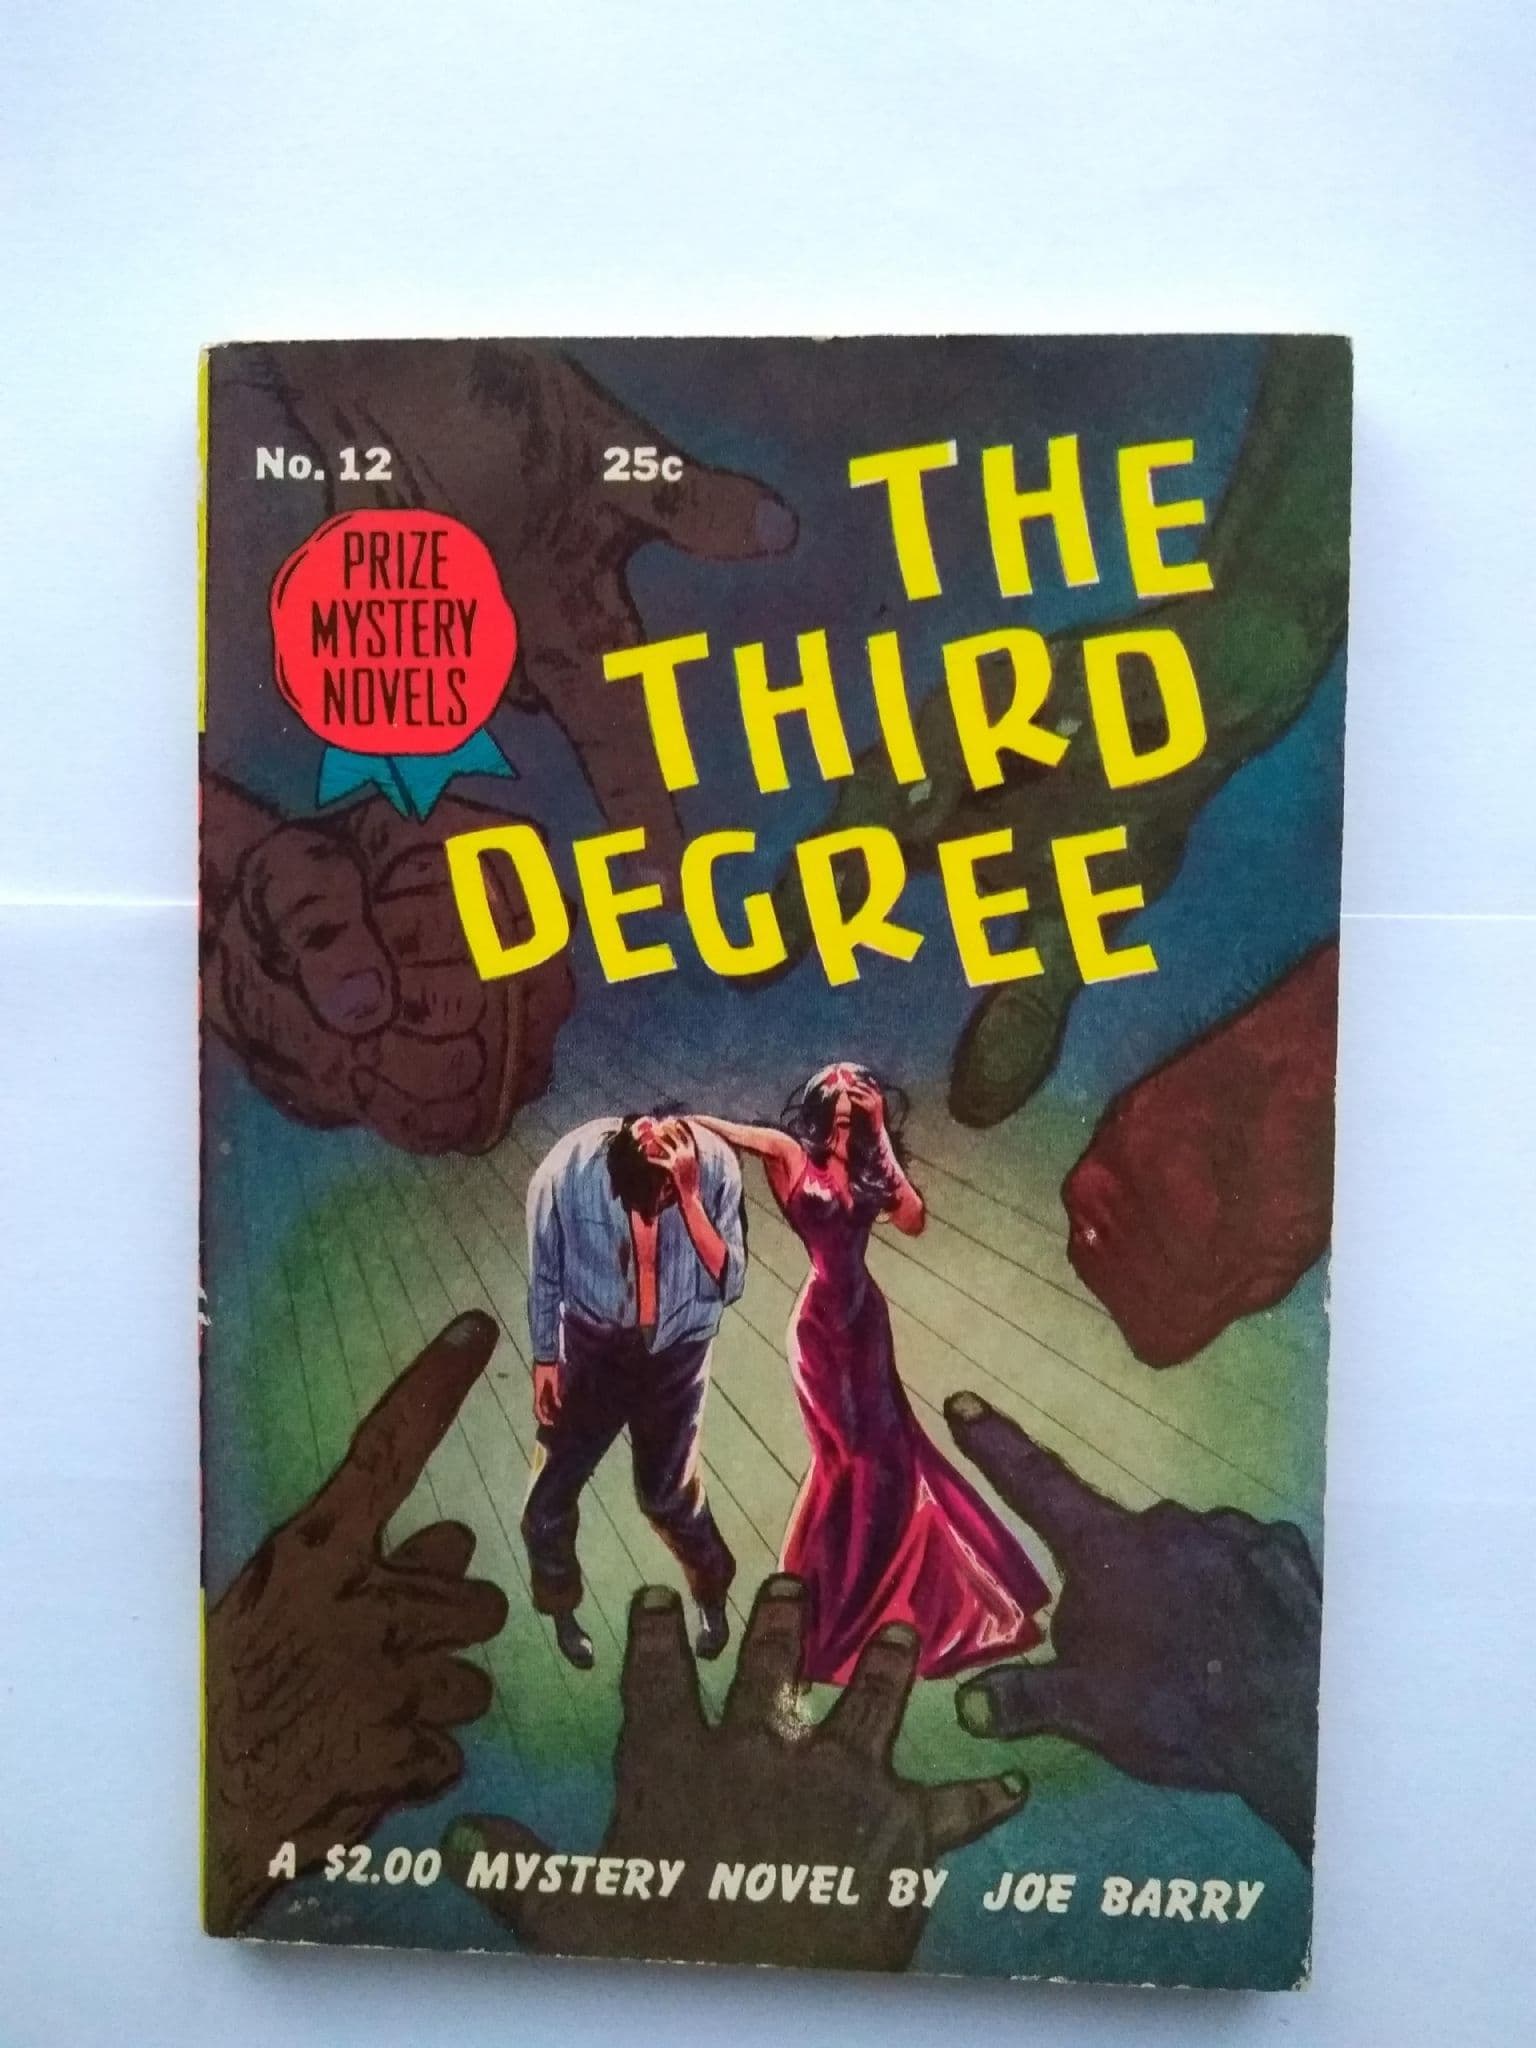 No. 12
25c
PRIZE
MYSTERY
NOVELS
THE
THIRD
DEGREE
A $2.00 MYSTERY NOVEL BY JOE BARRY